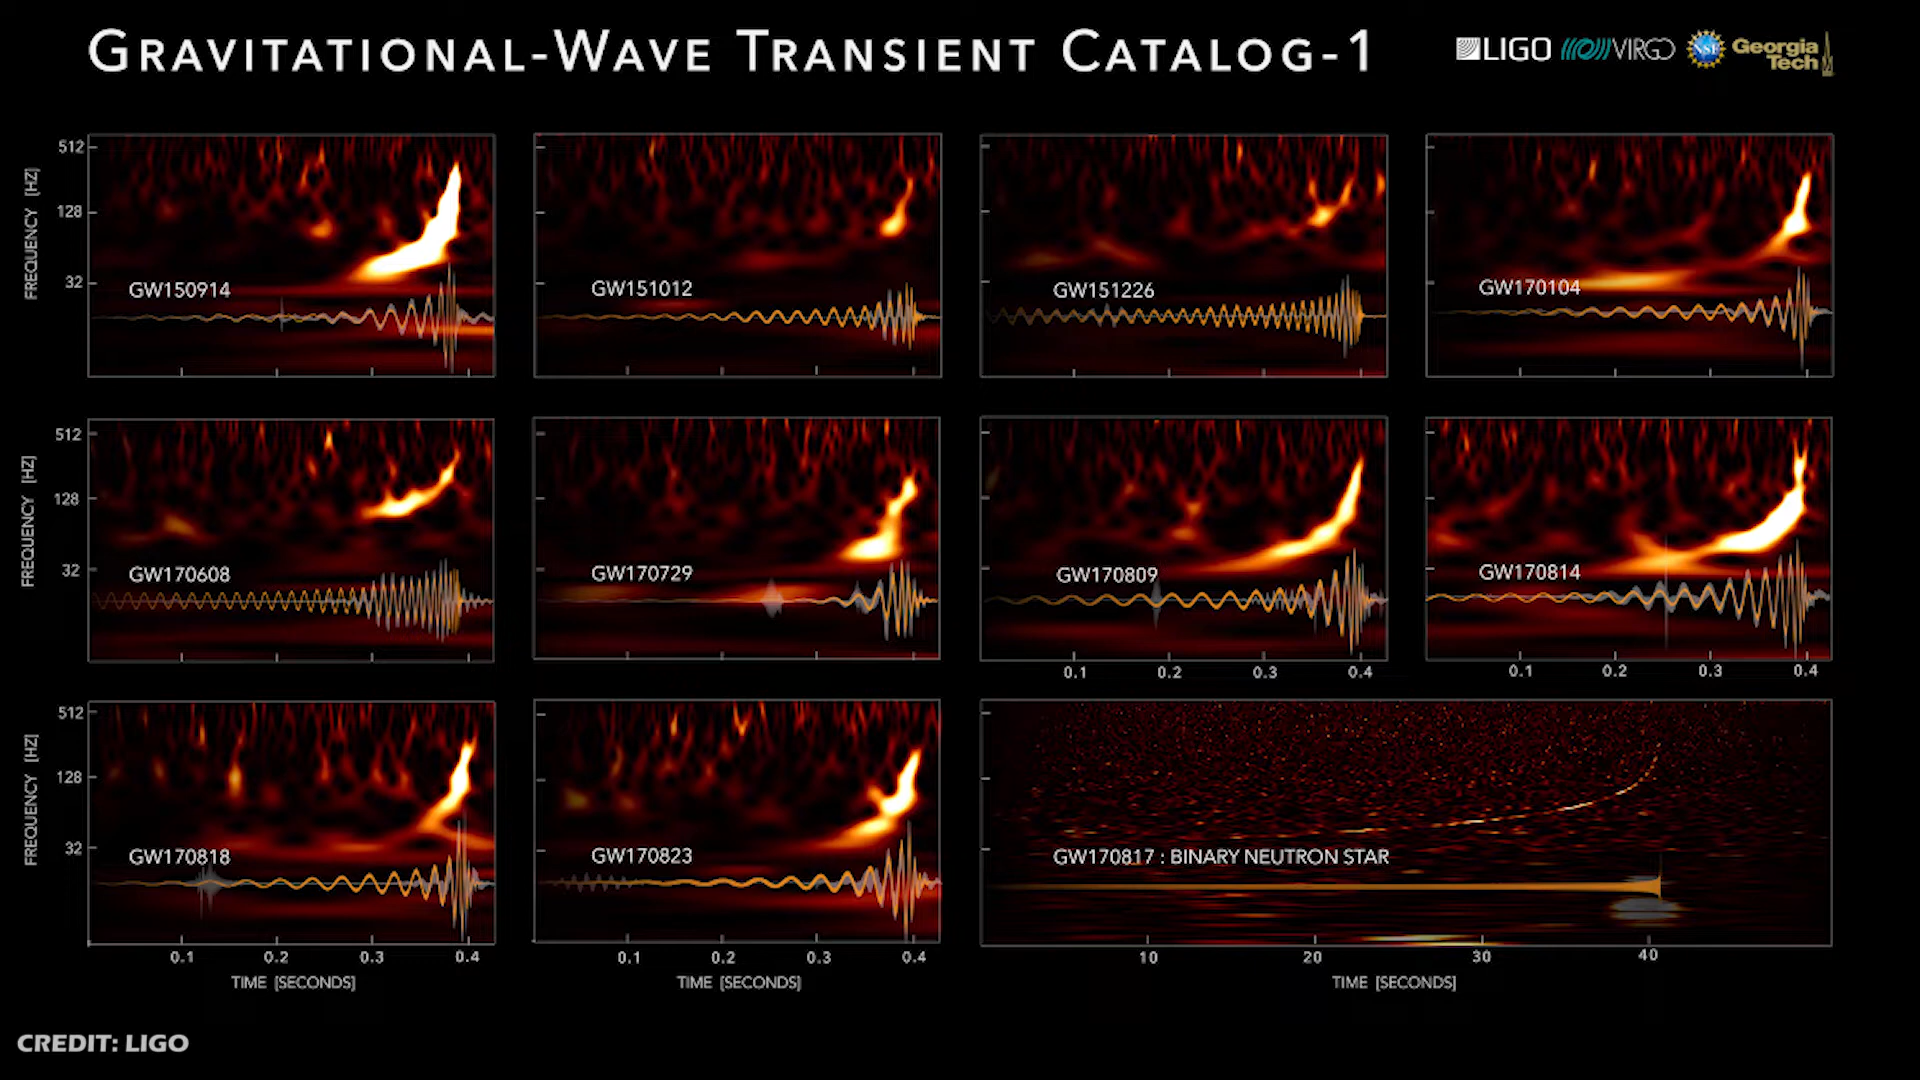 GRAVITATIONAL-WAVE TRANSIENT CATALOG-1
LIGO VIRGO NSF Georgia Tech
FREQUENCY [HZ]
512
128
32
GW150914
GW151012
GW151226
GW170104
FREQUENCY [HZ]
512
128
32
GW170608
GW170729
GW170809
GW170814
0.1 0.2 0.3 0.4
0.1 0.2 0.3 0.4
FREQUENCY [HZ]
512
128
32
GW170818
GW170823
GW170817 : BINARY NEUTRON STAR
0.1 0.2 0.3 0.4
0.1 0.2 0.3 0.4
10 20 30 40
TIME [SECONDS]
TIME [SECONDS]
TIME [SECONDS]
CREDIT: LIGO